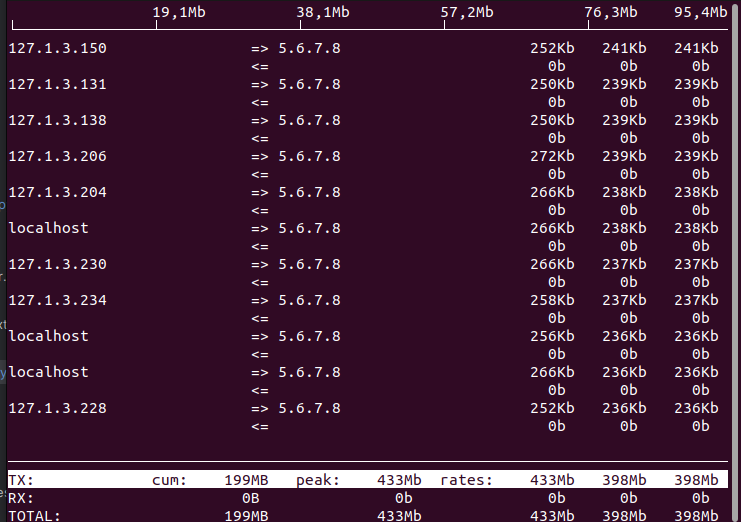 19,1Mb 38,1Mb 57,2Mb 76,3Mb 95,4Mb
127.1.3.150 => 5.6.7.8 252Kb 241Kb 241Kb
<= 0b 0b 0b
127.1.3.131 => 5.6.7.8 250Kb 239Kb 239Kb
<= 0b 0b 0b
127.1.3.138 => 5.6.7.8 250Kb 239Kb 239Kb
<= 0b 0b 0b
127.1.3.206 => 5.6.7.8 272Kb 239Kb 239Kb
<= 0b 0b 0b
127.1.3.204 => 5.6.7.8 266Kb 238Kb 238Kb
<= 0b 0b 0b
localhost => 5.6.7.8 266Kb 238Kb 238Kb
<= 0b 0b 0b
127.1.3.230 => 5.6.7.8 266Kb 237Kb 237Kb
<= 0b 0b 0b
127.1.3.234 => 5.6.7.8 258Kb 237Kb 237Kb
<= 0b 0b 0b
localhost => 5.6.7.8 256Kb 236Kb 236Kb
<= 0b 0b 0b
localhost => 5.6.7.8 266Kb 236Kb 236Kb
<= 0b 0b 0b
127.1.3.228 => 5.6.7.8 252Kb 236Kb 236Kb
<= 0b 0b 0b
TX: cum: 199MB peak: 433Mb rates: 433Mb 398Mb 398Mb
RX: 0B 0b 0b 0b 0b
TOTAL: 199MB 433Mb 433Mb 398Mb 398Mb